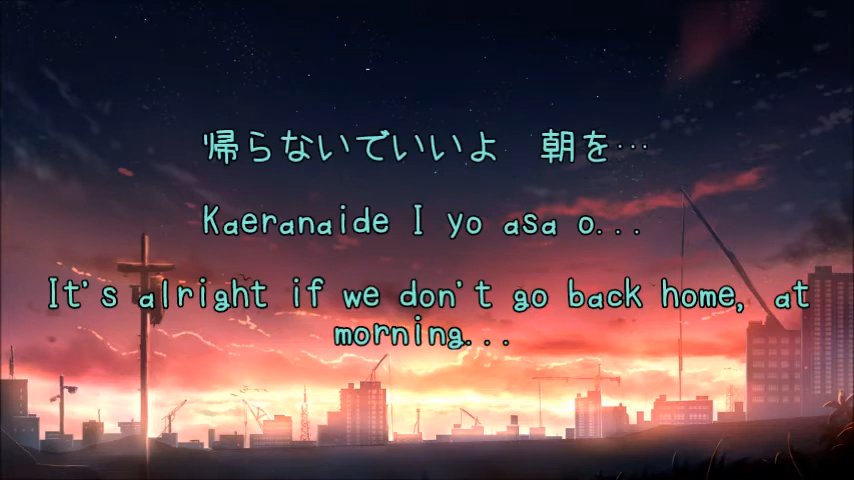 帰らないでいいよ　朝を…
Kaeranaide I yo asa o...
It's alright if we don't go back home, at
morning...